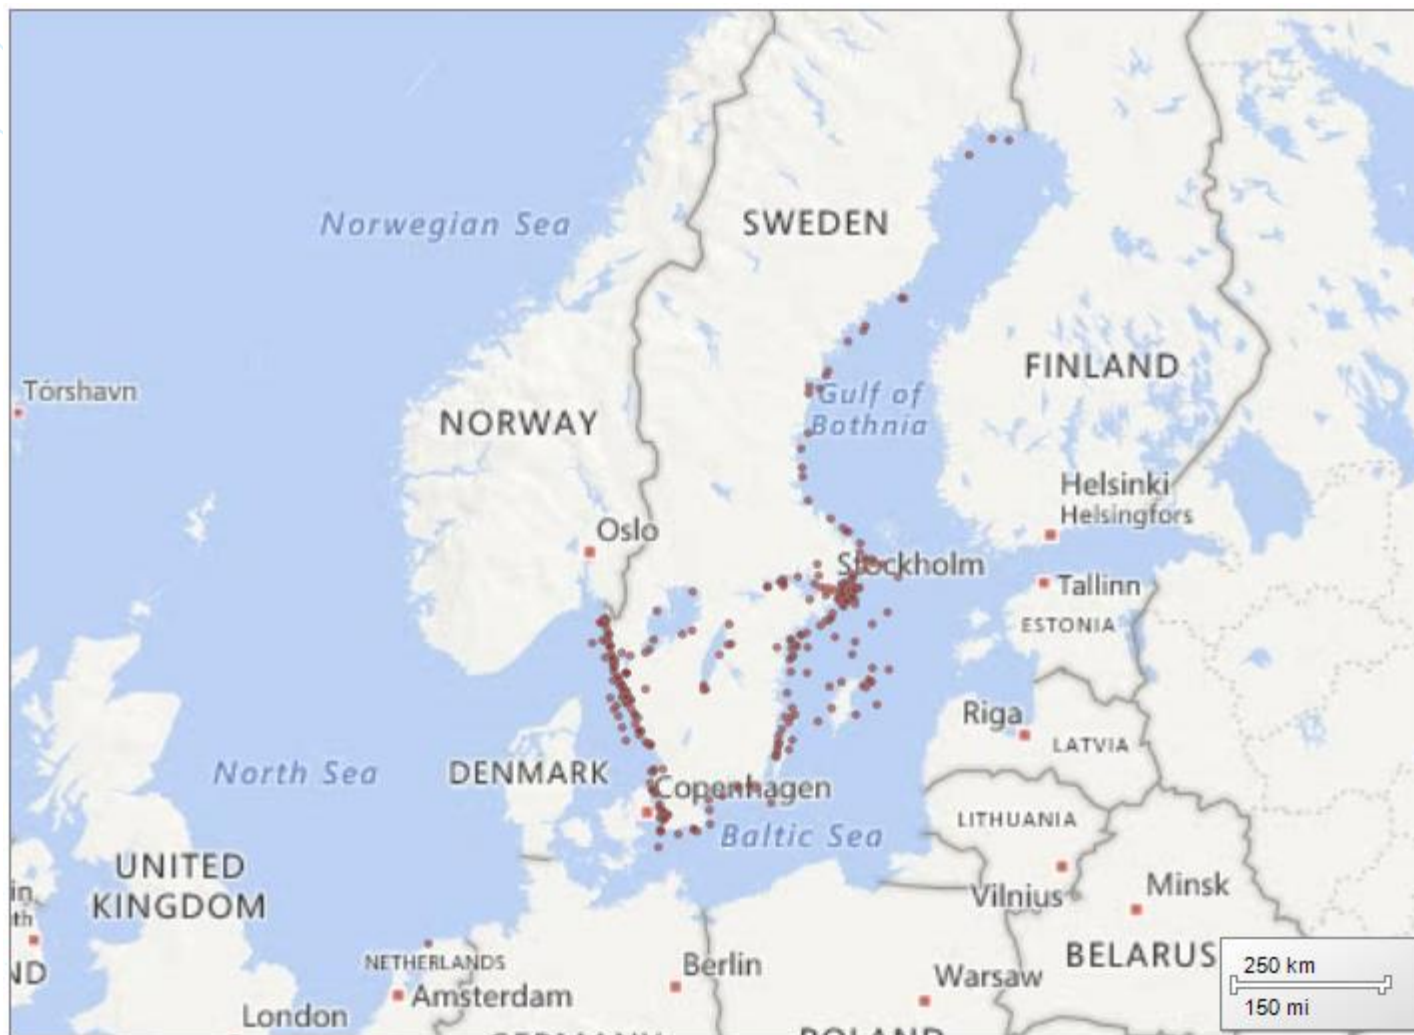 Norwegian Sea
SWEDEN
FINLAND
Tórshavn
Gulf of
Bothnia
NORWAY
Helsinki
Helsingfors
Oslo
Stockholm
Tallinn
ESTONIA
Riga
LATVIA
North Sea
DENMARK
Copenhagen
LITHUANIA
Baltic Sea
UNITED
KINGDOM
Vilnius
Minsk
BELARUS
NETHERLANDS
Berlin
Warsaw
Amsterdam
London
250 km
150 mi